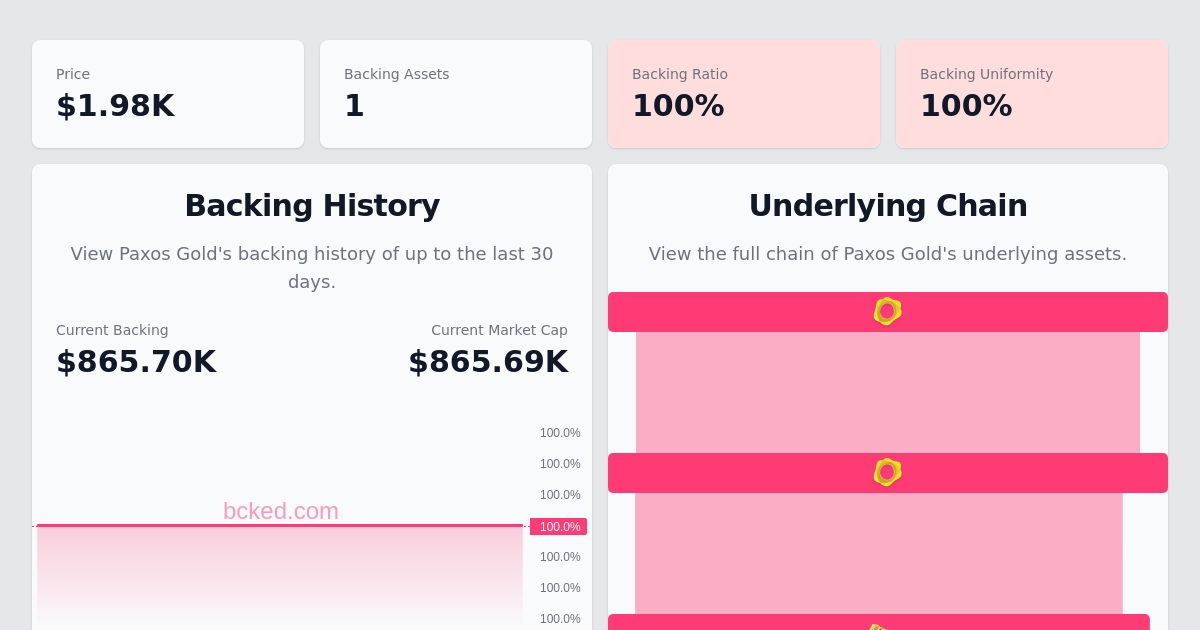 Price
$1.98K
Backing Assets
1
Backing Ratio
100%
Backing Uniformity
100%
Backing History
View Paxos Gold's backing history of up to the last 30
days.
Current Backing
$865.70K
Current Market Cap
$865.69K
100.0%
100.0%
100.0%
bcked.com
100.0%
100.0%
100.0%
100.0%
Underlying Chain
View the full chain of Paxos Gold's underlying assets.